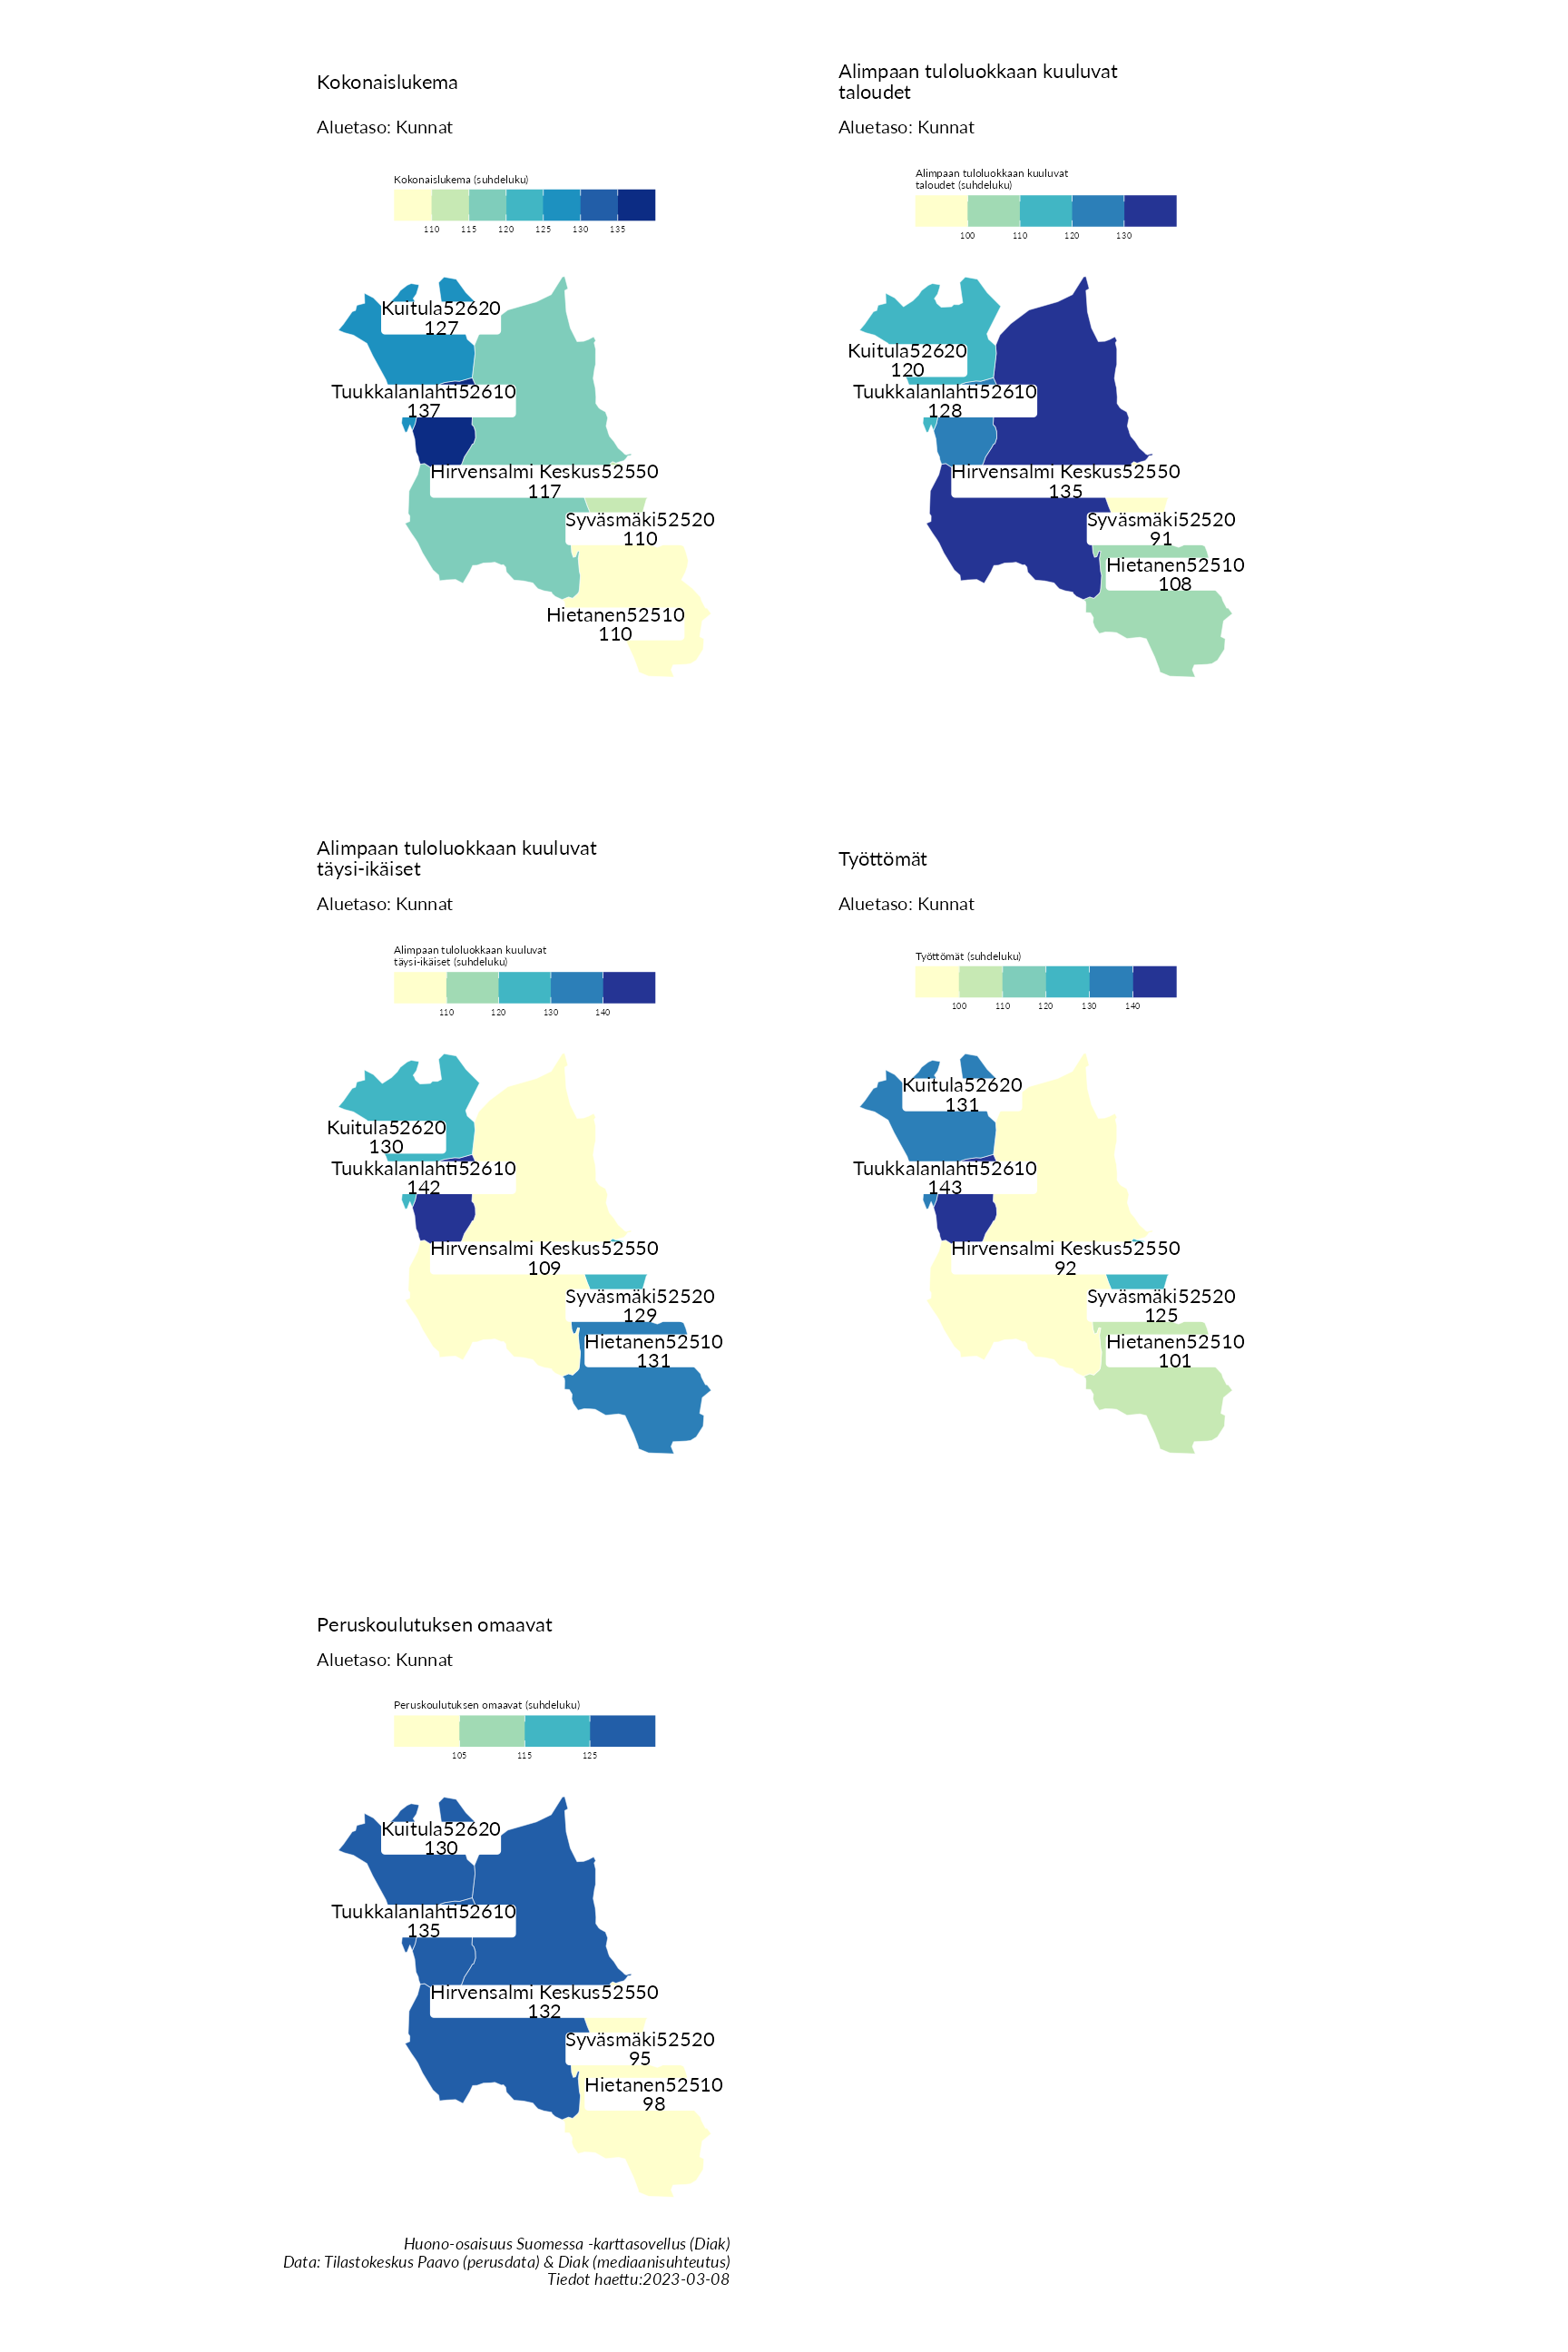 Kokonaislukema
Aluetaso: Kunnat
Kokonaislukema (suhdeluku)
110 115 120 125 130 135
Kuitula52620
127
Tuukkalanlahti52610
137
Hirvensalmi Keskus52550
117
Syväsmäki52520
110
Hietanen52510
110
Alimpaan tuloluokkaan kuuluvat
taloudet
Aluetaso: Kunnat
Alimpaan tuloluokkaan kuuluvat
taloudet (suhdeluku)
100 110 120 130
Kuitula52620
120
Tuukkalanlahti52610
128
Hirvensalmi Keskus52550
135
Syväsmäki52520
91
Hietanen52510
108
Alimpaan tuloluokkaan kuuluvat
täysi-ikäiset
Aluetaso: Kunnat
Alimpaan tuloluokkaan kuuluvat
täysi-ikäiset (suhdeluku)
110 120 130 140
Kuitula52620
130
Tuukkalanlahti52610
142
Hirvensalmi Keskus52550
109
Syväsmäki52520
129
Hietanen52510
131
Työttömät
Aluetaso: Kunnat
Työttömät (suhdeluku)
100 110 120 130 140
Kuitula52620
131
Tuukkalanlahti52610
143
Hirvensalmi Keskus52550
92
Syväsmäki52520
125
Hietanen52510
101
Peruskoulutuksen omaavat
Aluetaso: Kunnat
Peruskoulutuksen omaavat (suhdeluku)
105 115 125
Kuitula52620
130
Tuukkalanlahti52610
135
Hirvensalmi Keskus52550
132
Syväsmäki52520
95
Hietanen52510
98
Huono-osaisuus Suomessa -karttasovellus (Diak)
Data: Tilastokeskus Paavo (perusdata) & Diak (mediaanisuhteutus)
Tiedot haettu:2023-03-08